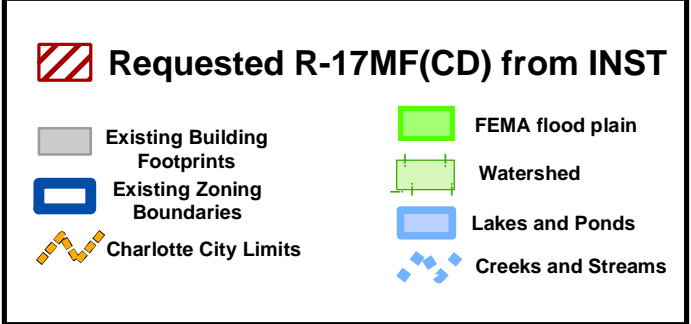 Requested R-17MF(CD) from INST
Existing Building
Footprints
Existing Zoning
Boundaries
Charlotte City Limits
FEMA flood plain
Watershed
Lakes and Ponds
Creeks and Streams